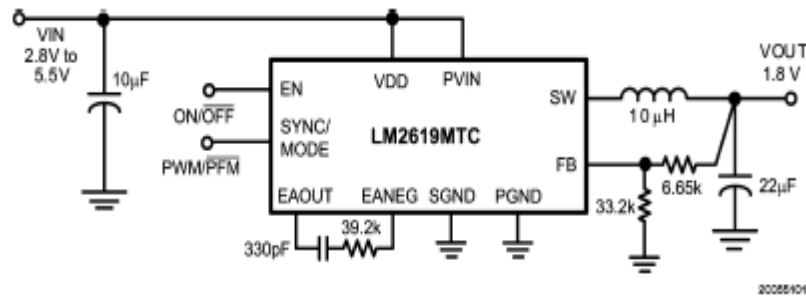 VIN
2.8V to
5.5V
10µF
ON/OFF
PWM/PFM
EN
SYNC/
MODE
VDD
PVIN
LM2619MTC
SW
FB
EAOUT
EANEG
SGND
PGND
330pF
39.2k
10 µH
VOUT
1.8 V
6.65k
33.2k
22µF
20055101